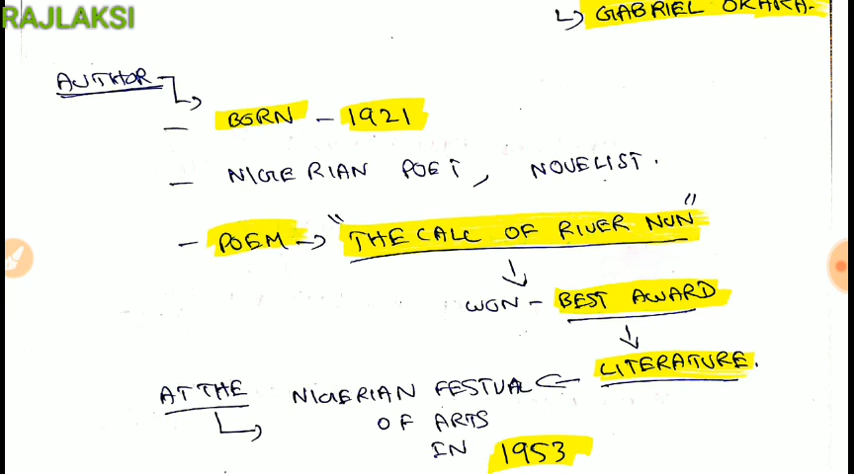 RAJLAKSI
↳ GABRIEL OKARA.
AUTHOR
- BORN - 1921
- NIGERIAN POET, NOVELIST.
- POEM → "THE CALL OF RIVER NUN"
WON - BEST AWARD
LITERATURE.
AT THE NIGERIAN FESTUAL
OF ARTS
IN 1953